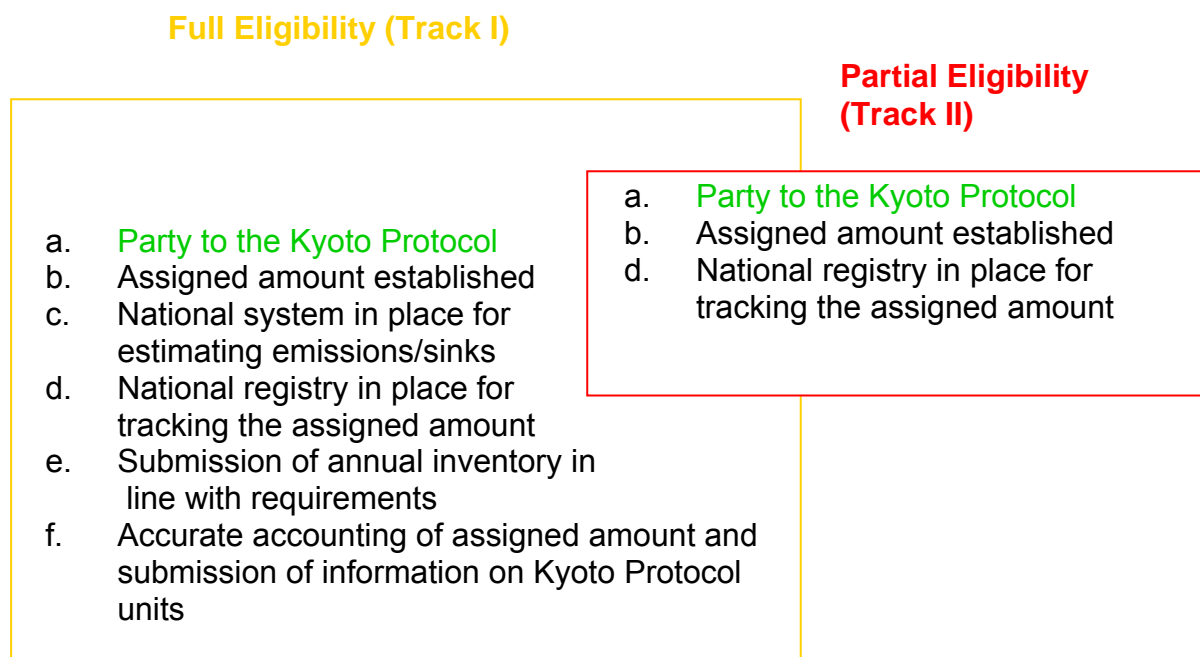 Full Eligibility (Track I)
Partial Eligibility
(Track II)
a. Party to the Kyoto Protocol
b. Assigned amount established
c. National system in place for
estimating emissions/sinks
d. National registry in place for
tracking the assigned amount
e. Submission of annual inventory in
line with requirements
f. Accurate accounting of assigned amount and
submission of information on Kyoto Protocol
units
a. Party to the Kyoto Protocol
b. Assigned amount established
d. National registry in place for
tracking the assigned amount